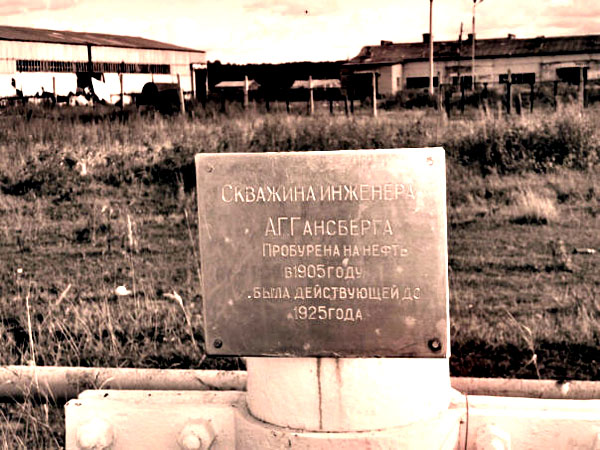 СКВАЖИНА ИНЖЕНЕРА
А.Г.ГАНСБЕРГА
ПРОБУРЕНА НА НЕФТЬ
В 1905 ГОДУ
БЫЛА ДЕЙСТВУЮЩЕЙ ДО
1925 ГОДА